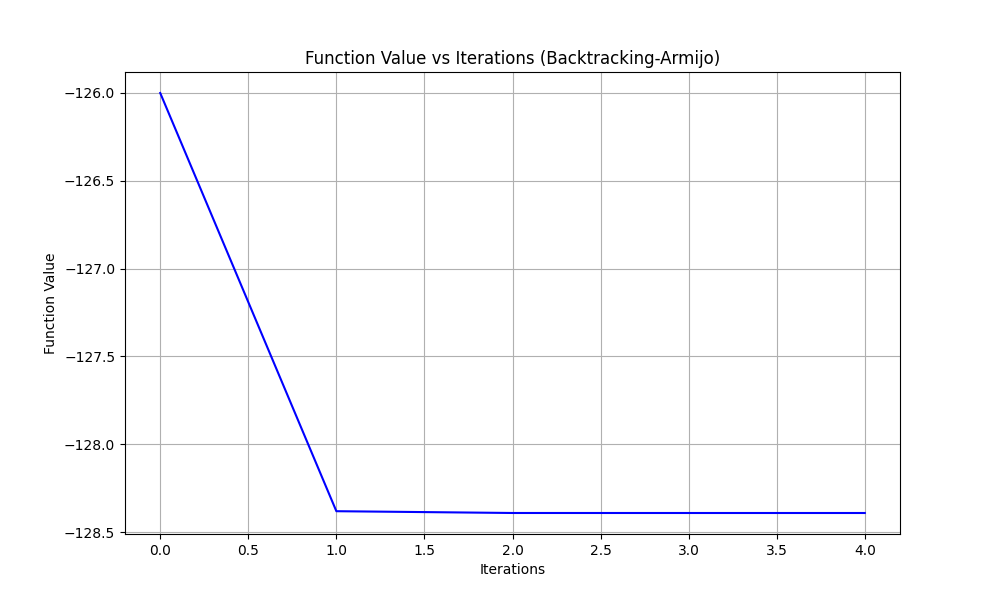 Function Value vs Iterations (Backtracking-Armijo)
−126.0
−126.5
−127.0
−127.5
−128.0
−128.5
Function Value
0.0 0.5 1.0 1.5 2.0 2.5 3.0 3.5 4.0
Iterations